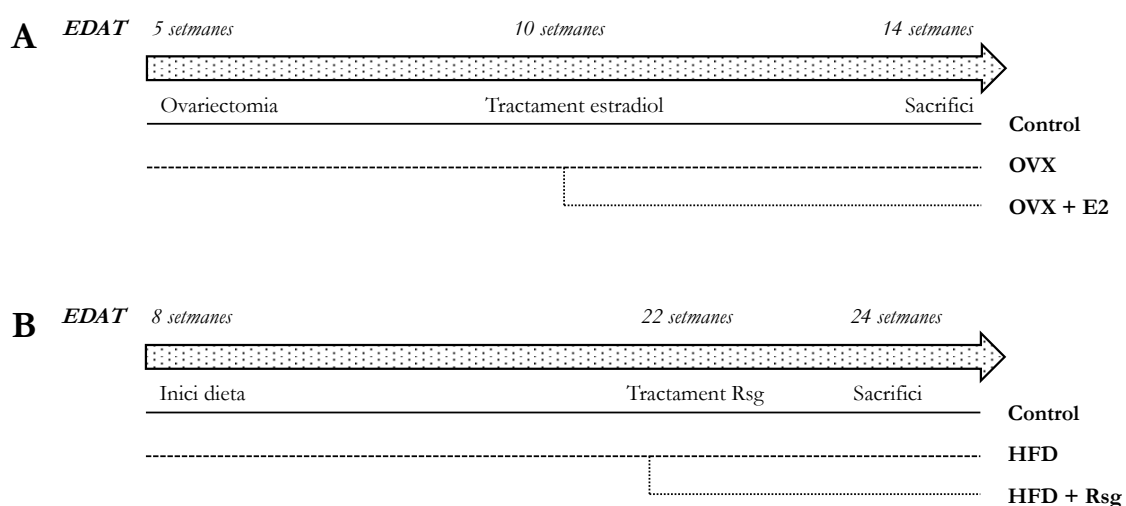 A EDAT 5 setmanes 10 setmanes 14 setmanes
Ovariectomia Tractament estradiol Sacrifici
Control
OVX
OVX + E2
B EDAT 8 setmanes 22 setmanes 24 setmanes
Inici dieta Tractament Rsg Sacrifici
Control
HFD
HFD + Rsg